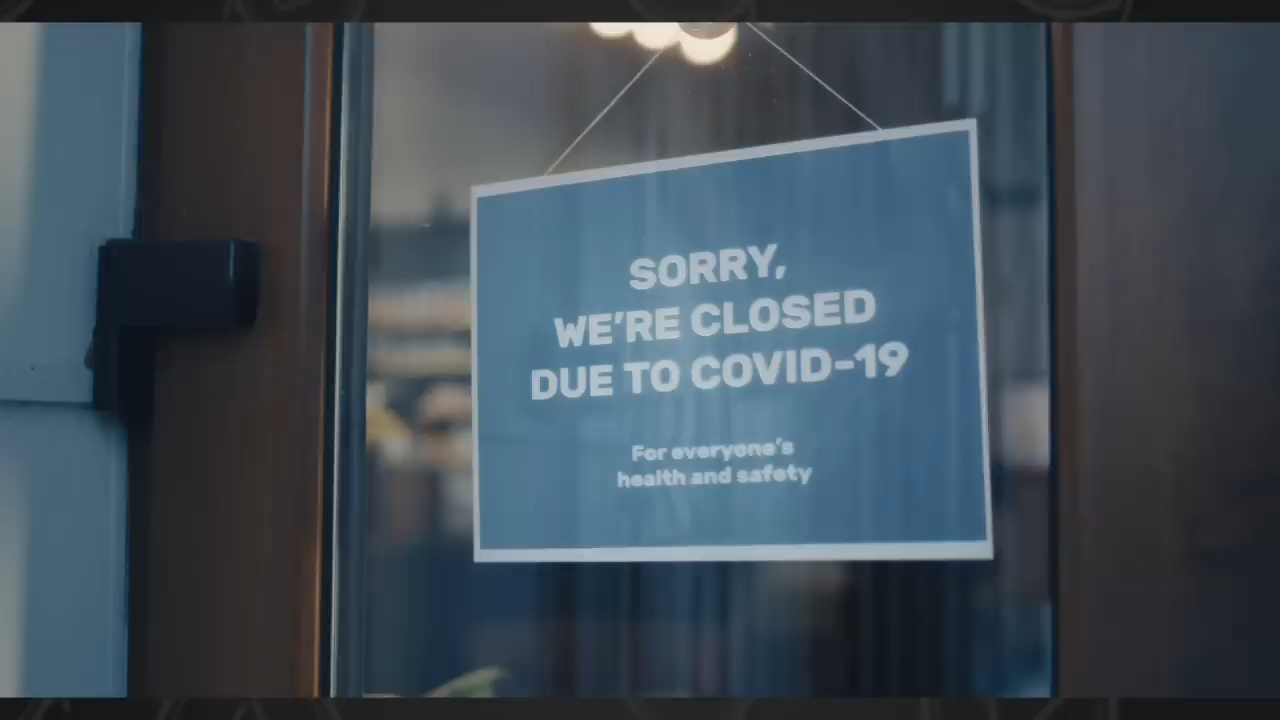 SORRY,
WE'RE CLOSED
DUE TO COVID-19
For everyone's
health and safety